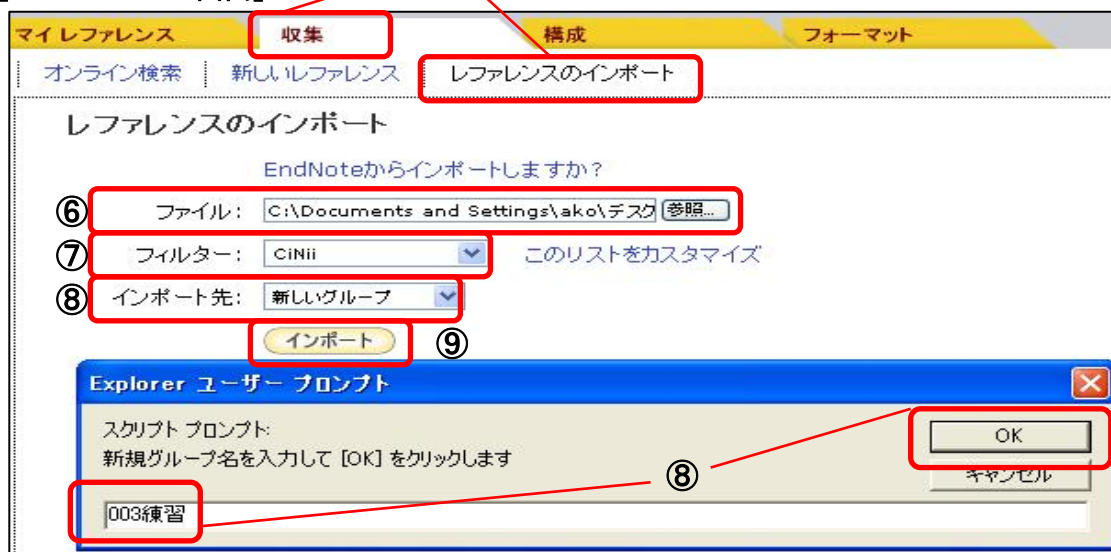 マイレファレンス 収集 構成 フォーマット
オンライン検索 新しいレファレンス レファレンスのインポート
レファレンスのインポート
EndNoteからインポートしますか?
⑥ ファイル: C:\Documents and Settings\ako\デスク 参照...
⑦ フィルター: CiNii このリストをカスタマイズ
⑧ インポート先: 新しいグループ
インポート ⑨
Explorer ユーザー プロンプト
スクリプト プロンプト: OK
新規グループ名を入力して [OK] をクリックします
⑧ キャンセル
003練習